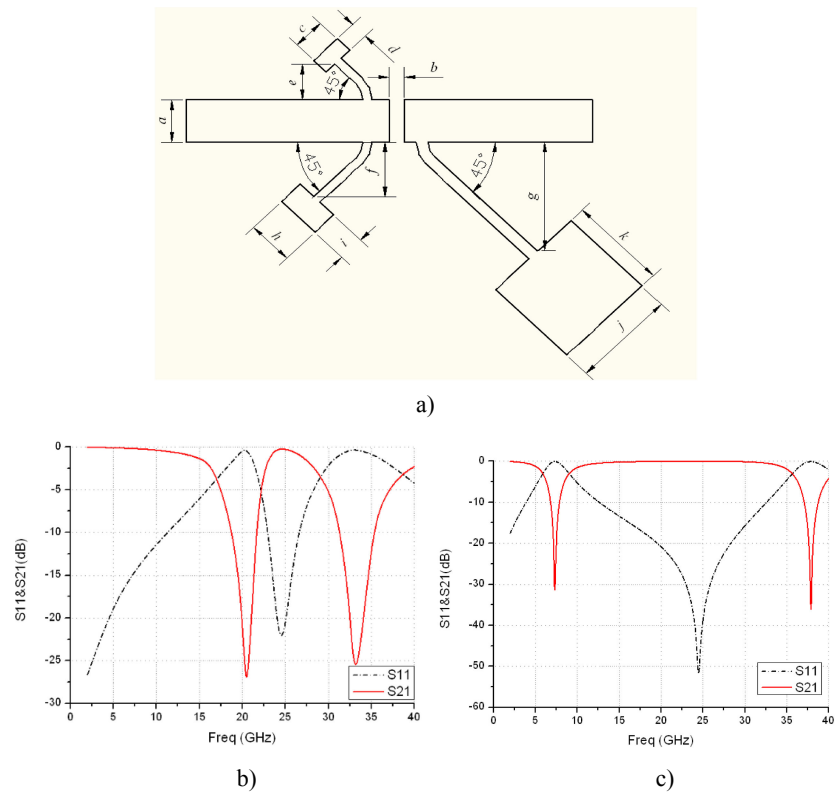 c
d
b
e
45°
a
45°
f
45°
g
h
i
k
j
a)
0
-5
-10
-15
-20
-25
-30
S11&S21(dB)
0 5 10 15 20 25 30 35 40
Freq (GHz)
S11
S21
b)
0
-10
-20
-30
-40
-50
-60
S11&S21(dB)
0 5 10 15 20 25 30 35 40
Freq (GHz)
S11
S21
c)